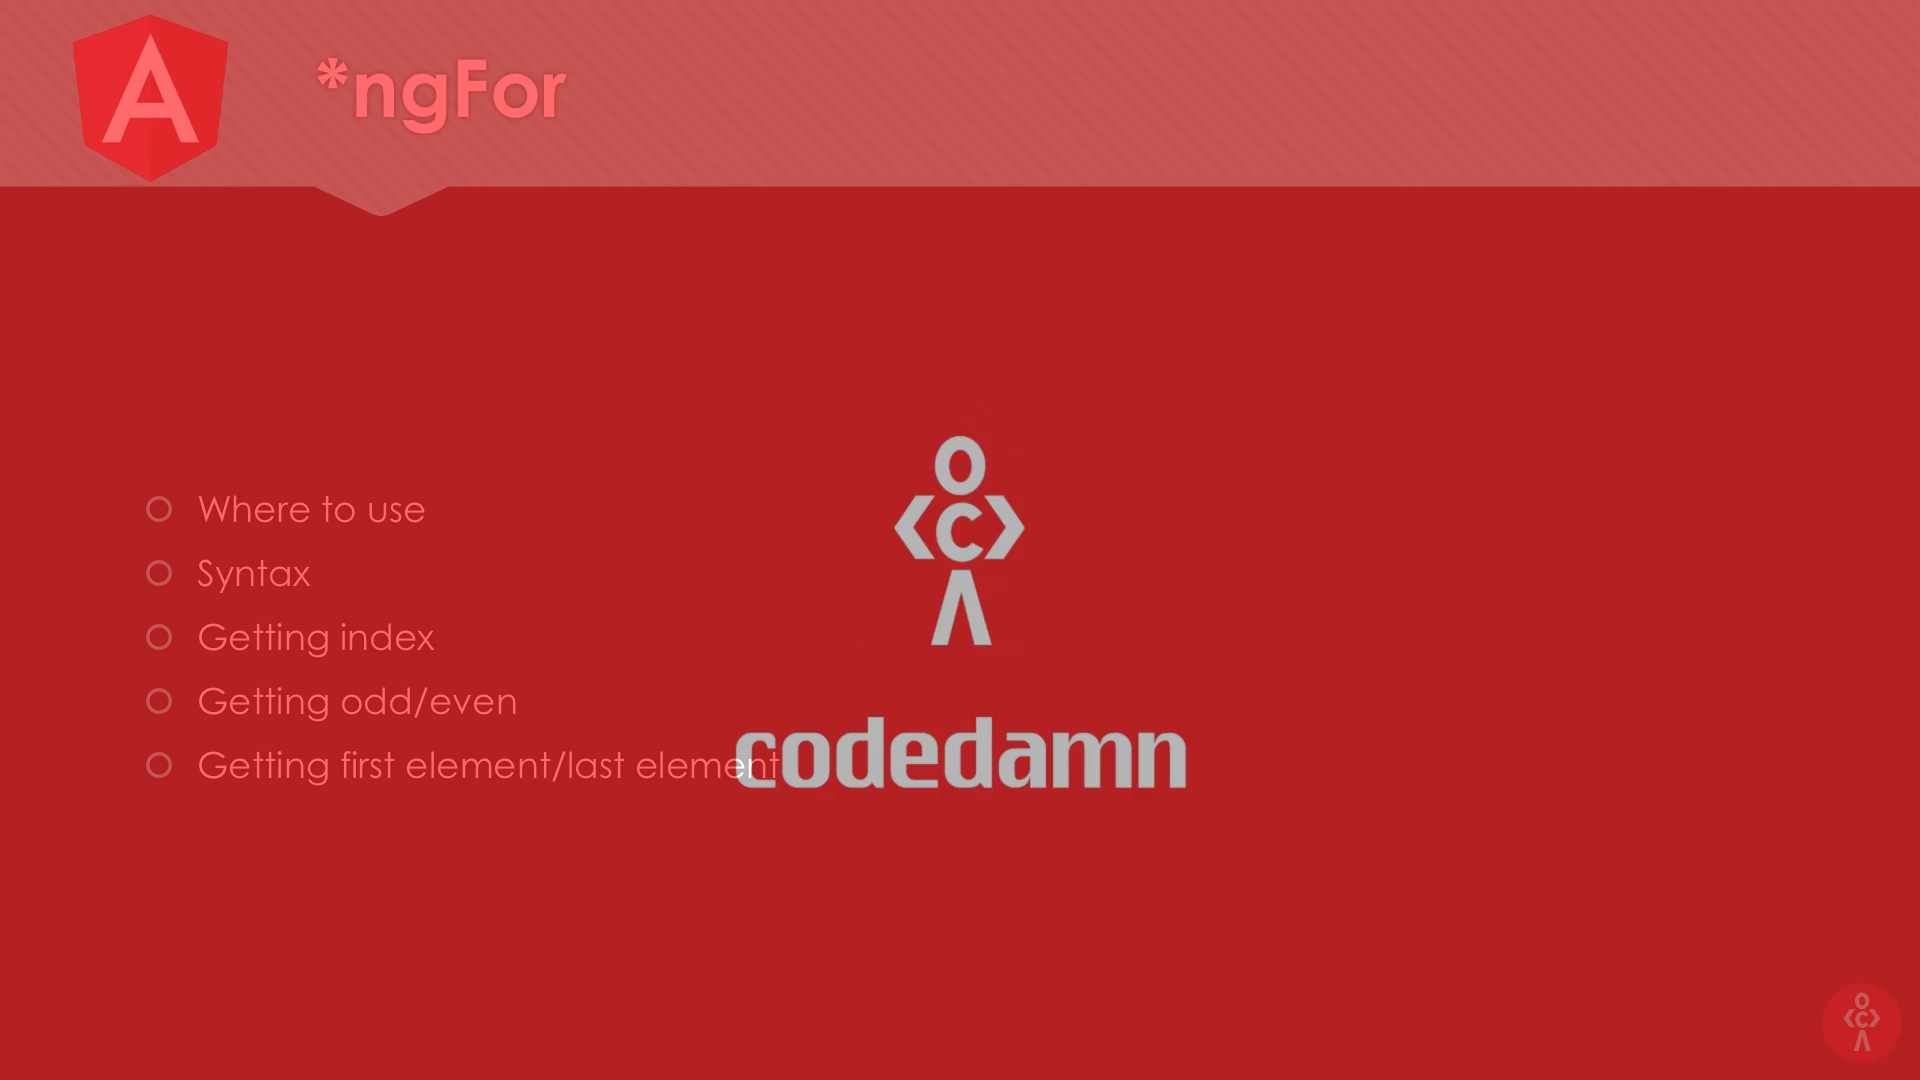 *ngFor
Where to use
Syntax
Getting index
Getting odd/even
Getting first element/last element
codedamn